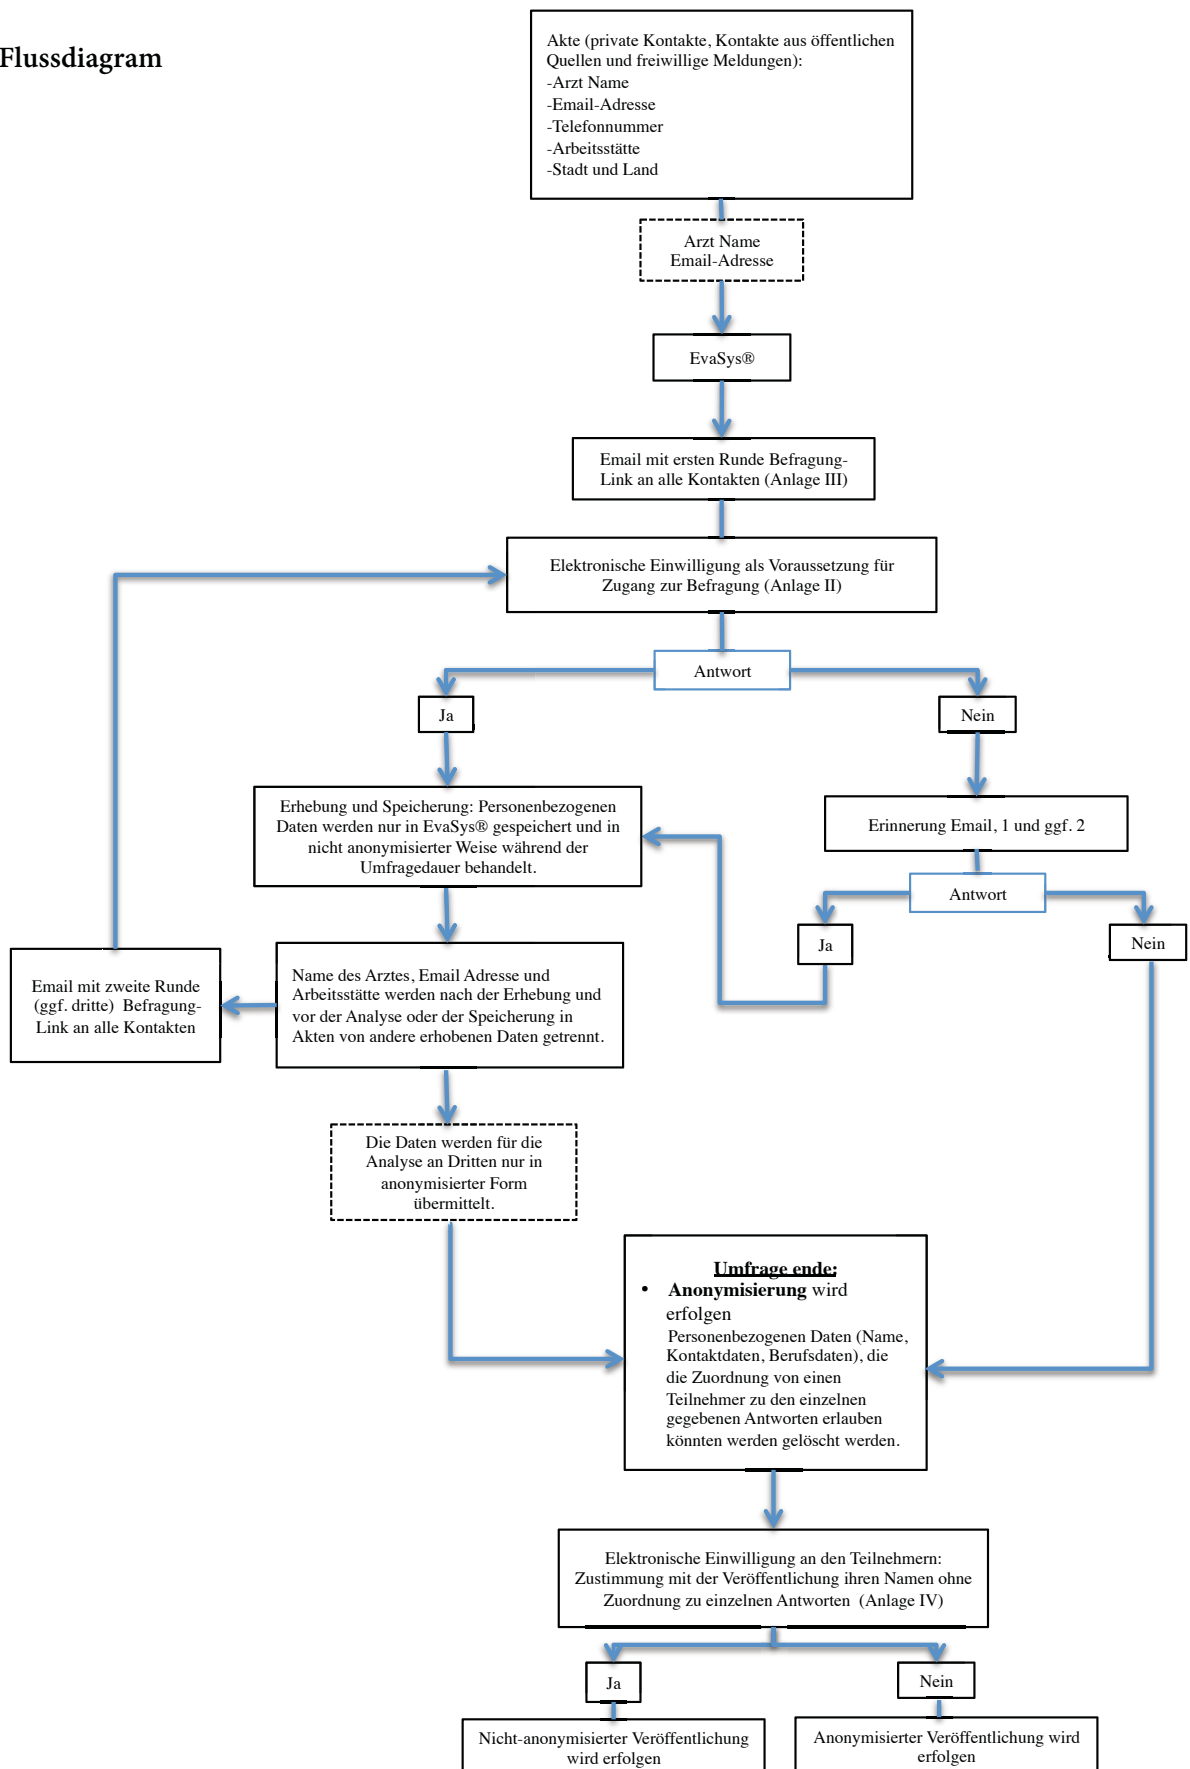 Flussdiagram
Akte (private Kontakte, Kontakte aus öffentlichen
Quellen und freiwillige Meldungen):
-Arzt Name
-Email-Adresse
-Telefonnummer
-Arbeitsstätte
-Stadt und Land
Arzt Name
Email-Adresse
EvaSys®
Email mit ersten Runde Befragung-
Link an alle Kontakten (Anlage III)
Elektronische Einwilligung als Voraussetzung für
Zugang zur Befragung (Anlage II)
Antwort
Ja
Nein
Erhebung und Speicherung: Personenbezogenen
Daten werden nur in EvaSys® gespeichert und in
nicht anonymisierter Weise während der
Umfragedauer behandelt.
Erinnerung Email, 1 und ggf. 2
Antwort
Ja
Nein
Email mit zweite Runde
(ggf. dritte) Befragung-
Link an alle Kontakten
Name des Arztes, Email Adresse und
Arbeitsstätte werden nach der Erhebung und
vor der Analyse oder der Speicherung in
Akten von andere erhobenen Daten getrennt.
Die Daten werden für die
Analyse an Dritten nur in
anonymisierter Form
übermittelt.
Umfrage ende:
• Anonymisierung wird
erfolgen
Personenbezogenen Daten (Name,
Kontaktdaten, Berufsdaten), die
die Zuordnung von einen
Teilnehmer zu den einzelnen
gegebenen Antworten erlauben
könnten werden gelöscht werden.
Elektronische Einwilligung an den Teilnehmern:
Zustimmung mit der Veröffentlichung ihren Namen ohne
Zuordnung zu einzelnen Antworten (Anlage IV)
Ja
Nein
Nicht-anonymisierter Veröffentlichung
wird erfolgen
Anonymisierter Veröffentlichung wird
erfolgen